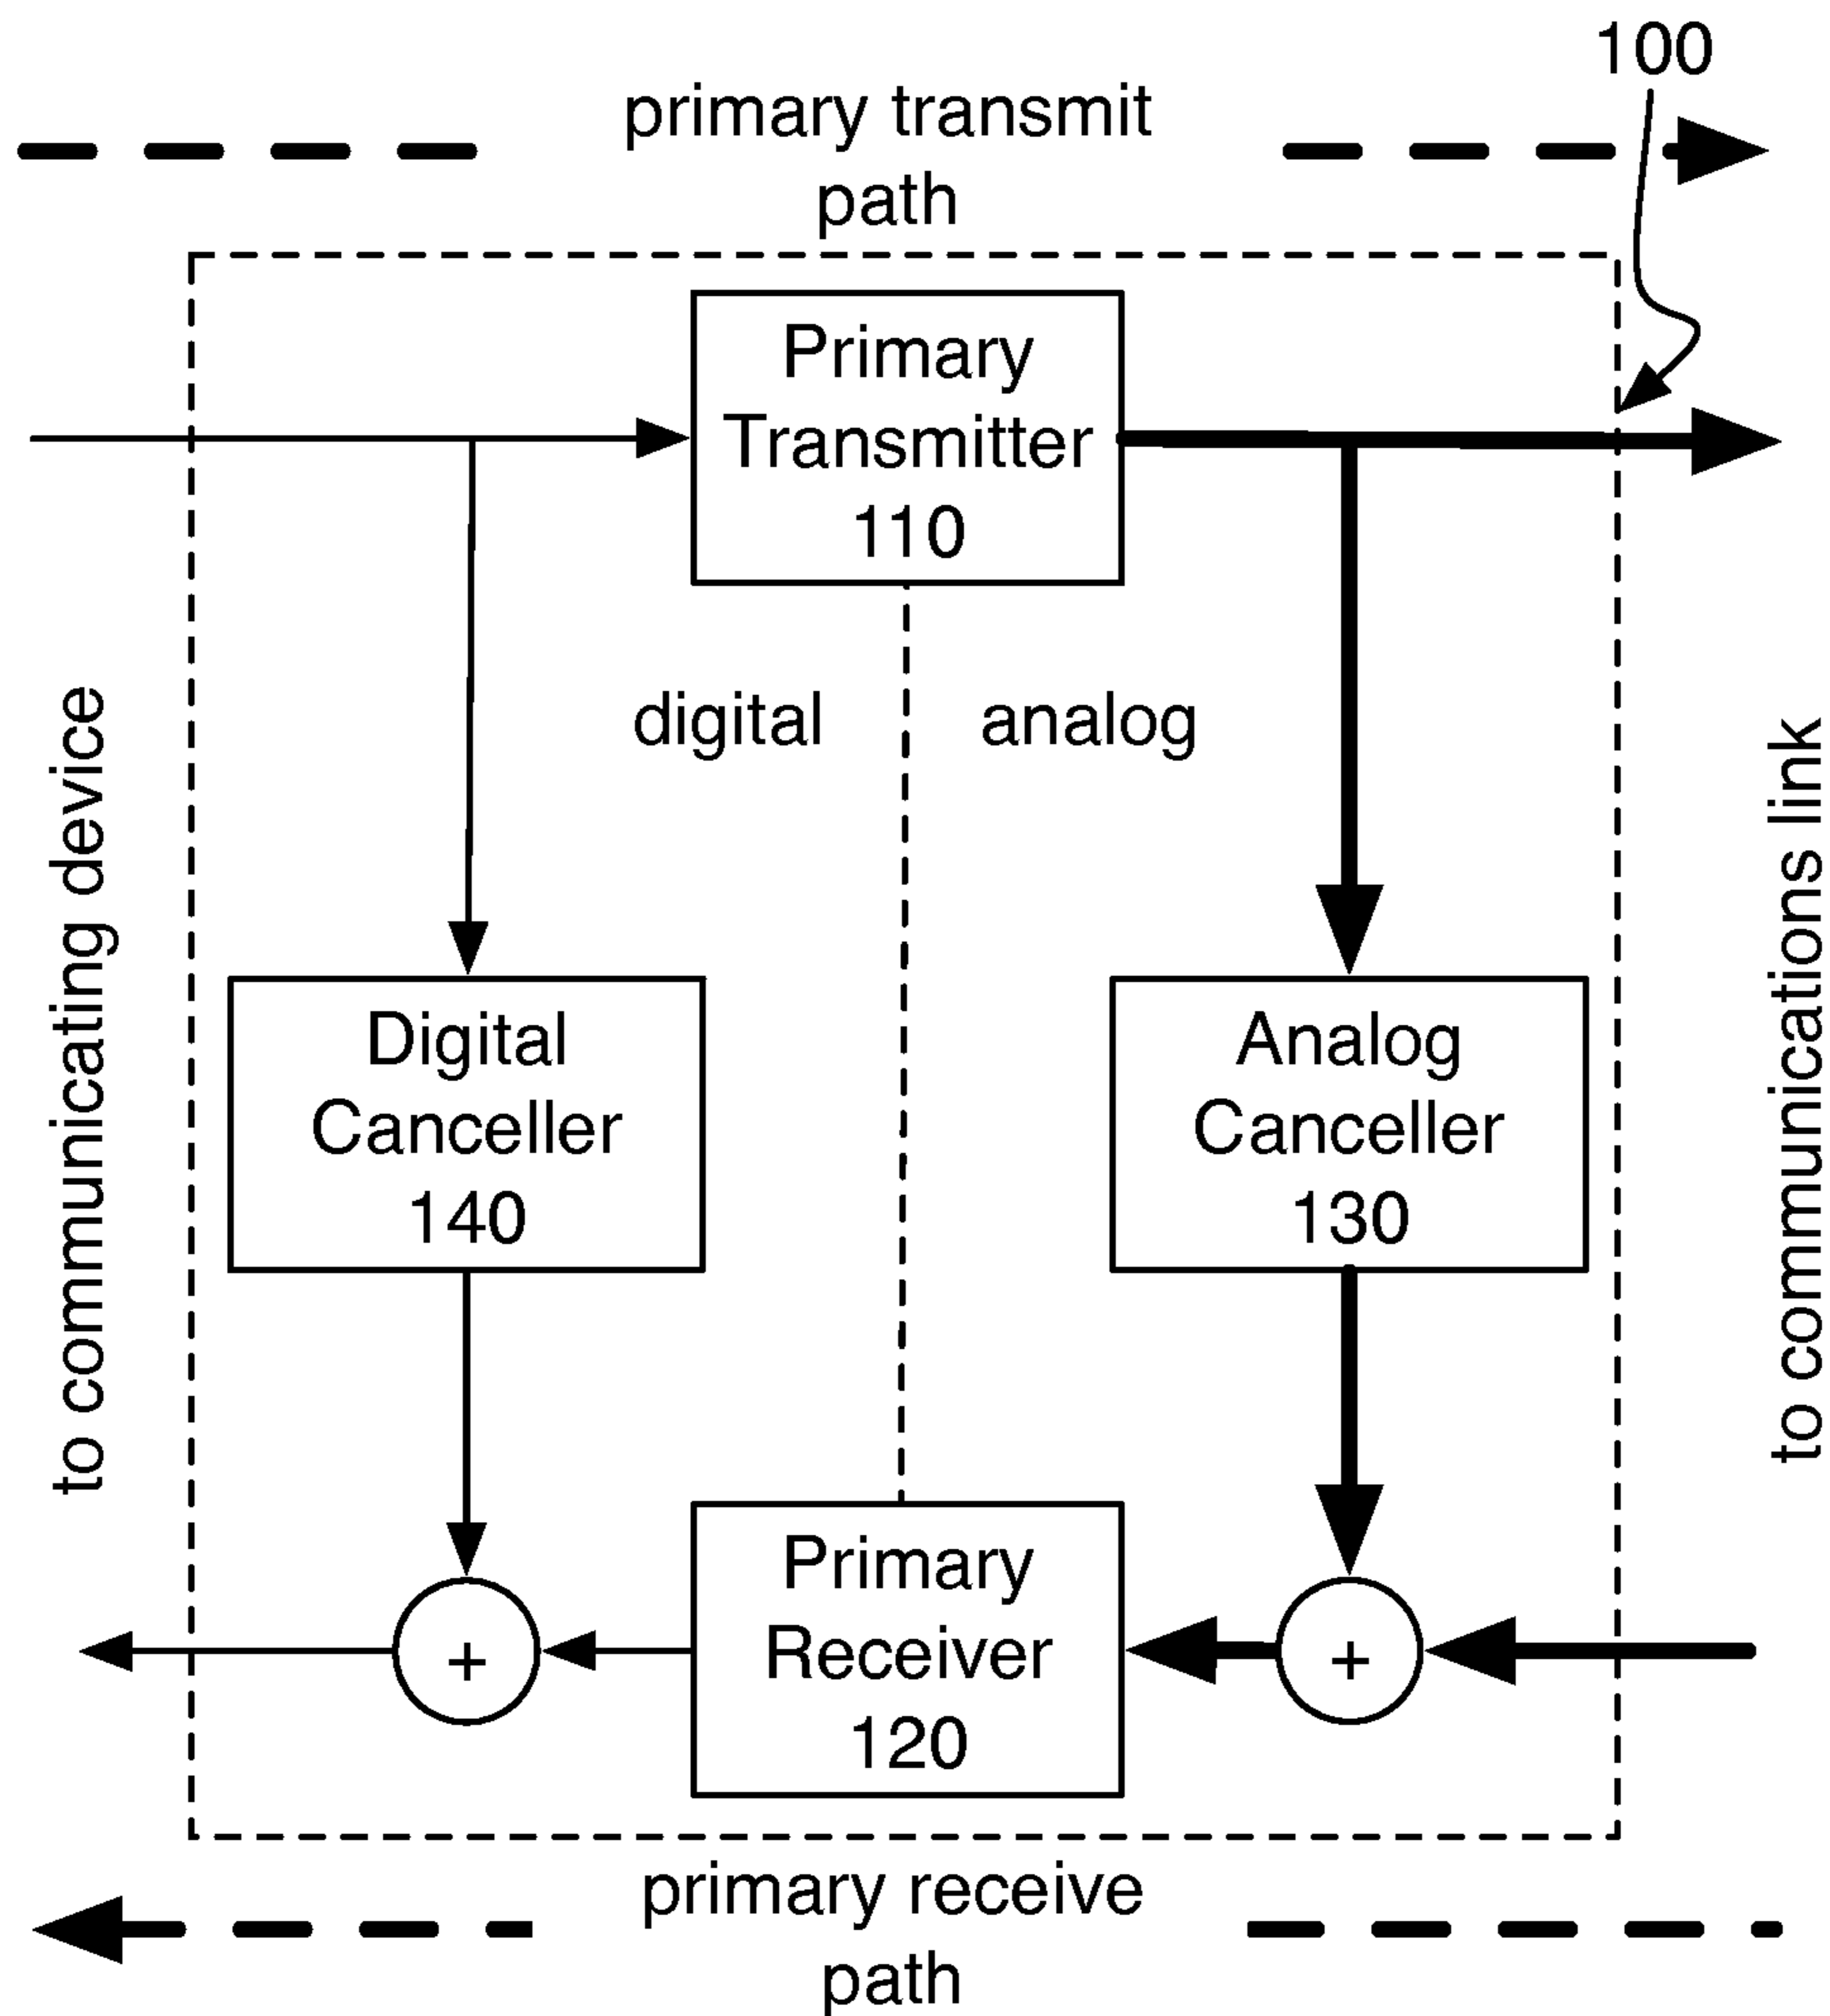 100
primary transmit
path
Primary
Transmitter
110
digital
analog
to communicating device
to communications link
Digital
Canceller
140
Analog
Canceller
130
+
Primary
Receiver
120
+
primary receive
path